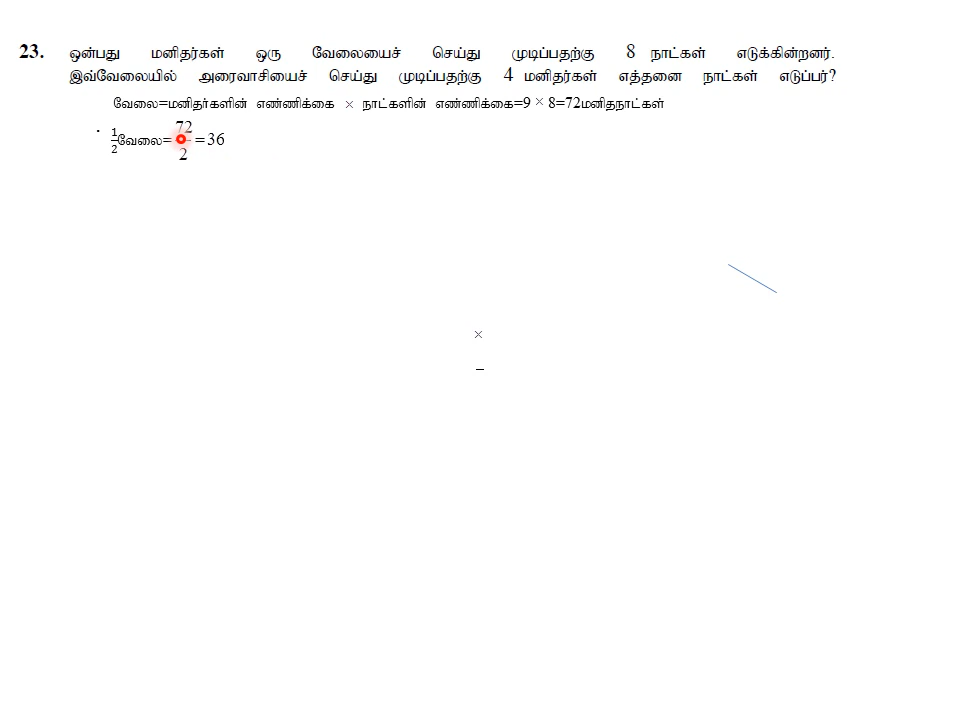 23. ஒன்பது மனிதர்கள் ஒரு வேலையைச் செய்து முடிப்பதற்கு 8 நாட்கள் எடுக்கின்றனர்.
இவ்வேலையில் அரைவாசியைச் செய்து முடிப்பதற்கு 4 மனிதர்கள் எத்தனை நாட்கள் எடுப்பர்?
வேலை=மனிதர்களின் எண்ணிக்கை × நாட்களின் எண்ணிக்கை=9 × 8=72மனிதநாட்கள்
1/2வேலை= 72/2 = 36
×
–